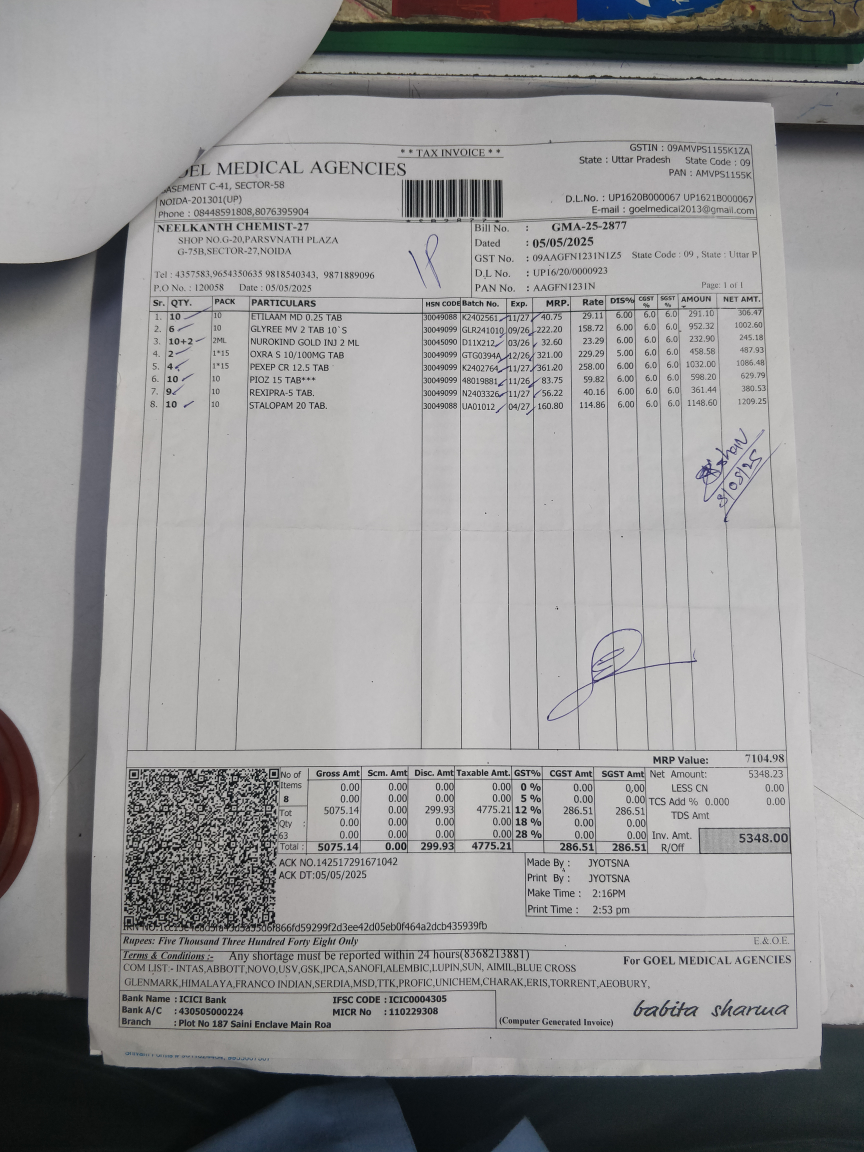 * * TAX INVOICE * *
GSTIN : 09AMVPS1155K1ZA
State : Uttar Pradesh State Code : 09
PAN : AMVPS1155K
GOEL MEDICAL AGENCIES
BASEMENT C-41, SECTOR-58
NOIDA-201301(UP)
Phone : 08448591808,8076395904
D.L.No. : UP1620B000067 UP1621B000067
E-mail : goelmedical2013@gmail.com
NEELKANTH CHEMIST-27
SHOP NO.G-20,PARSVNATH PLAZA
G-75B,SECTOR-27,NOIDA
Tel : 4357583,9654350635 9818540343, 9871889096
P.O No. : 120058 Date : 05/05/2025
Bill No. : GMA-25-2877
Dated : 05/05/2025
GST No. : 09AAGFN1231N1Z5 State Code : 09 , State : Uttar P
D.L No. : UP16/20/0000923
PAN No. : AAGFN1231N Page: 1 of 1
Sr. QTY. PACK PARTICULARS HSN CODE Batch No. Exp. MRP. Rate DIS% CGST % SGST % AMOUN NET AMT.
1. 10 10 ETILAAM MD 0.25 TAB 30049088 K2402561 11/27 40.75 29.11 6.00 6.0 6.0 291.10 306.47
2. 6 10 GLYREE MV 2 TAB 10`S 30049099 GLR241010 09/26 222.20 158.72 6.00 6.0 6.0 952.32 1002.60
3. 10+2 2ML NUROKIND GOLD INJ 2 ML 30045090 D11X212 03/26 32.60 23.29 6.00 6.0 6.0 232.90 245.18
4. 2 1*15 OXRA S 10/100MG TAB 30049099 GTG0394A 12/26 321.00 229.29 5.00 6.0 6.0 458.58 487.93
5. 4 1*15 PEXEP CR 12.5 TAB 30049099 K2402764 11/27 361.20 258.00 6.00 6.0 6.0 1032.00 1086.48
6. 10 10 PIOZ 15 TAB*** 30049099 48019881 11/26 83.75 59.82 6.00 6.0 6.0 598.20 629.79
7. 9 10 REXIPRA-5 TAB. 30049099 N2403326 11/27 56.22 40.16 6.00 6.0 6.0 361.44 380.53
8. 10 10 STALOPAM 20 TAB. 30049088 UA01012 04/27 160.80 114.86 6.00 6.0 6.0 1148.60 1209.25
MRP Value: 7104.98
No of Items 8 Tot Qty : 63
Gross Amt Scm. Amt Disc. Amt Taxable Amt. GST% CGST Amt SGST Amt
0.00 0.00 0.00 0.00 0 % 0.00 0.00
0.00 0.00 0.00 0.00 5 % 0.00 0.00
5075.14 0.00 299.93 4775.21 12 % 286.51 286.51
0.00 0.00 0.00 0.00 18 % 0.00 0.00
0.00 0.00 0.00 0.00 28 % 0.00 0.00
Total : 5075.14 0.00 299.93 4775.21 286.51 286.51
Net Amount: 5348.23
LESS CN 0.00
TCS Add % 0.000 0.00
TDS Amt
Inv. Amt. 5348.00
R/Off
ACK NO.142517291671042
ACK DT:05/05/2025
Made By : JYOTSNA
Print By : JYOTSNA
Make Time : 2:16PM
Print Time : 2:53 pm
Rupees: Five Thousand Three Hundred Forty Eight Only E.&.O.E.
Terms & Conditions :- Any shortage must be reported within 24 hours(8368213881)
For GOEL MEDICAL AGENCIES
COM LIST:- INTAS,ABBOTT,NOVO,USV,GSK,IPCA,SANOFI,ALEMBIC,LUPIN,SUN, AIMIL,BLUE CROSS
GLENMARK,HIMALAYA,FRANCO INDIAN,SERDIA,MSD,TTK,PROFIC,UNICHEM,CHARAK,ERIS,TORRENT,AEOBURY,
Bank Name : ICICI Bank IFSC CODE : ICIC0004305
Bank A/C : 430505000224 MICR No : 110229308
Branch : Plot No 187 Saini Enclave Main Roa
(Computer Generated Invoice)
babita sharma